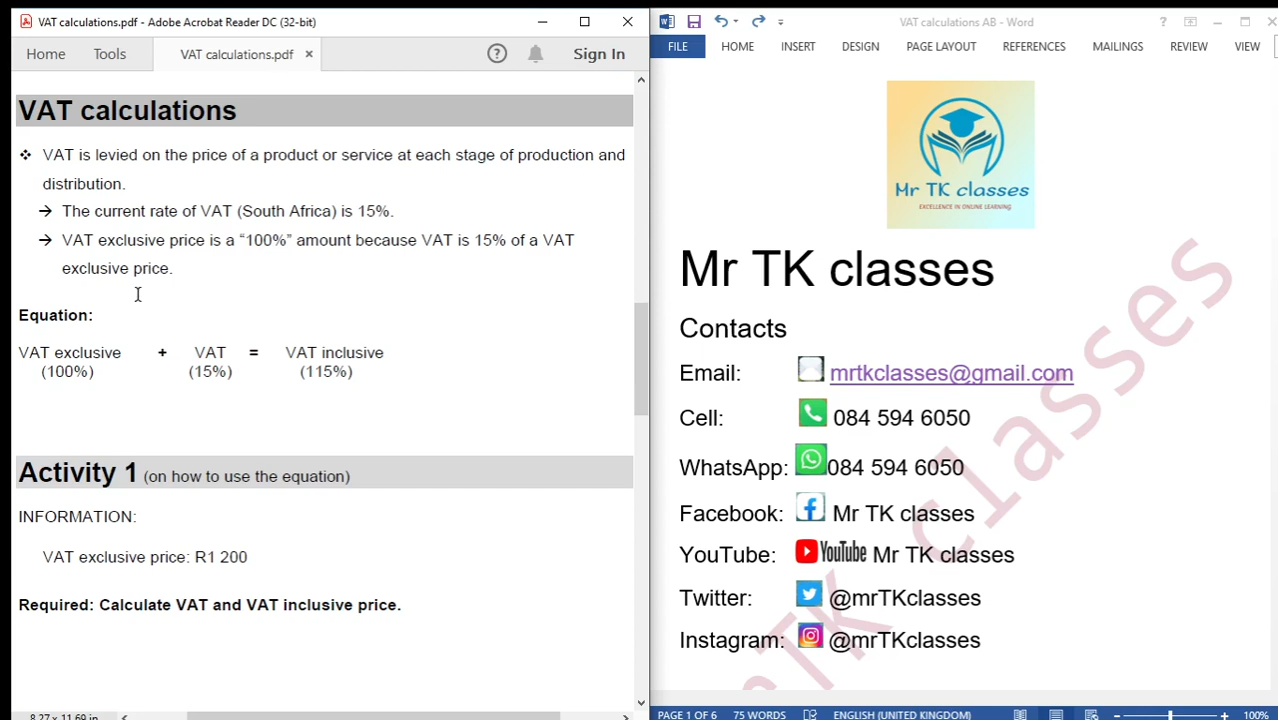 VAT calculations.pdf - Adobe Acrobat Reader DC (32-bit)
Home Tools VAT calculations.pdf × Sign In
VAT calculations
❖ VAT is levied on the price of a product or service at each stage of production and
distribution.
→ The current rate of VAT (South Africa) is 15%.
→ VAT exclusive price is a “100%” amount because VAT is 15% of a VAT
exclusive price.
Equation:
VAT exclusive + VAT = VAT inclusive
(100%) (15%) (115%)
Activity 1 (on how to use the equation)
INFORMATION:
VAT exclusive price: R1 200
Required: Calculate VAT and VAT inclusive price.
8.27 x 11.69 in
VAT calculations AB - Word
FILE HOME INSERT DESIGN PAGE LAYOUT REFERENCES MAILINGS REVIEW VIEW
Mr TK classes
EXCELLENCE IN ONLINE LEARNING
Mr TK classes
Contacts
Email: mrtkclasses@gmail.com
Cell: 084 594 6050
WhatsApp: 084 594 6050
Facebook: Mr TK classes
YouTube: YouTube Mr TK classes
Twitter: @mrTKclasses
Instagram: @mrTKclasses
TK classes
PAGE 1 OF 6 75 WORDS ENGLISH (UNITED KINGDOM) 100%